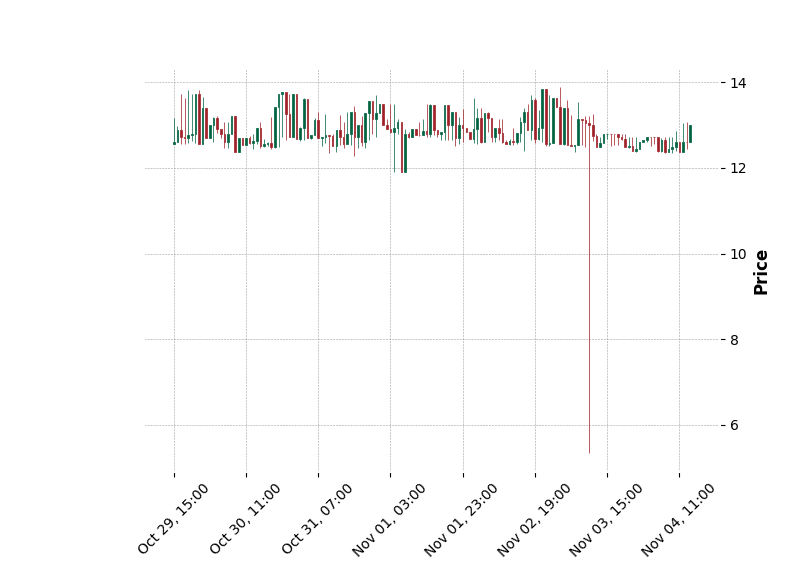 14
12
10
8
6
Price
Oct 29, 15:00
Oct 30, 11:00
Oct 31, 07:00
Nov 01, 03:00
Nov 01, 23:00
Nov 02, 19:00
Nov 03, 15:00
Nov 04, 11:00